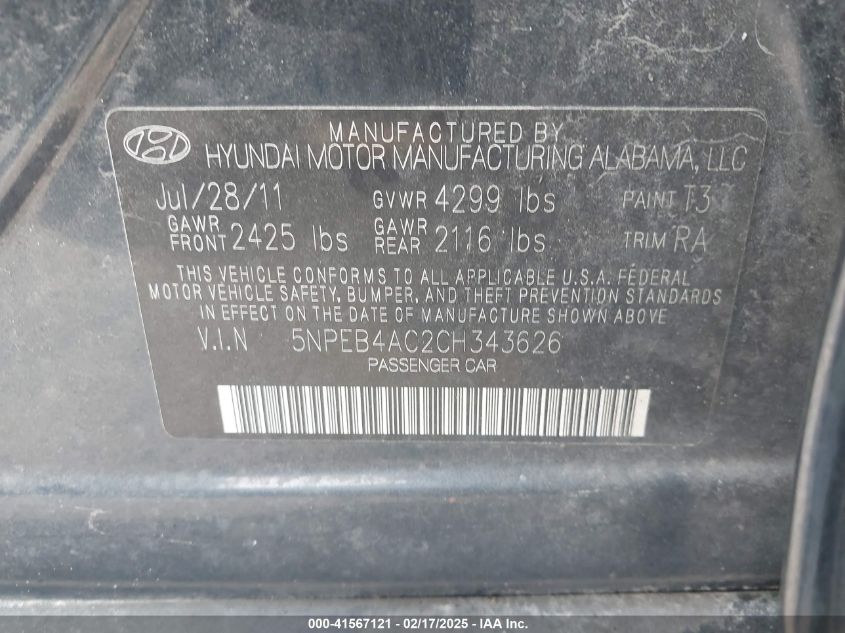 MANUFACTURED BY
HYUNDAI MOTOR MANUFACTURING ALABAMA, LLC
Jul/28/11 GVWR 4299 lbs PAINT T3
GAWR FRONT 2425 lbs GAWR REAR 2116 lbs TRIM RA
THIS VEHICLE CONFORMS TO ALL APPLICABLE U.S.A. FEDERAL
MOTOR VEHICLE SAFETY, BUMPER, AND THEFT PREVENTION STANDARDS
IN EFFECT ON THE DATE OF MANUFACTURE SHOWN ABOVE.
V.I.N 5NPEB4AC2CH343626
PASSENGER CAR
000-41567121 - 02/17/2025 - IAA Inc.